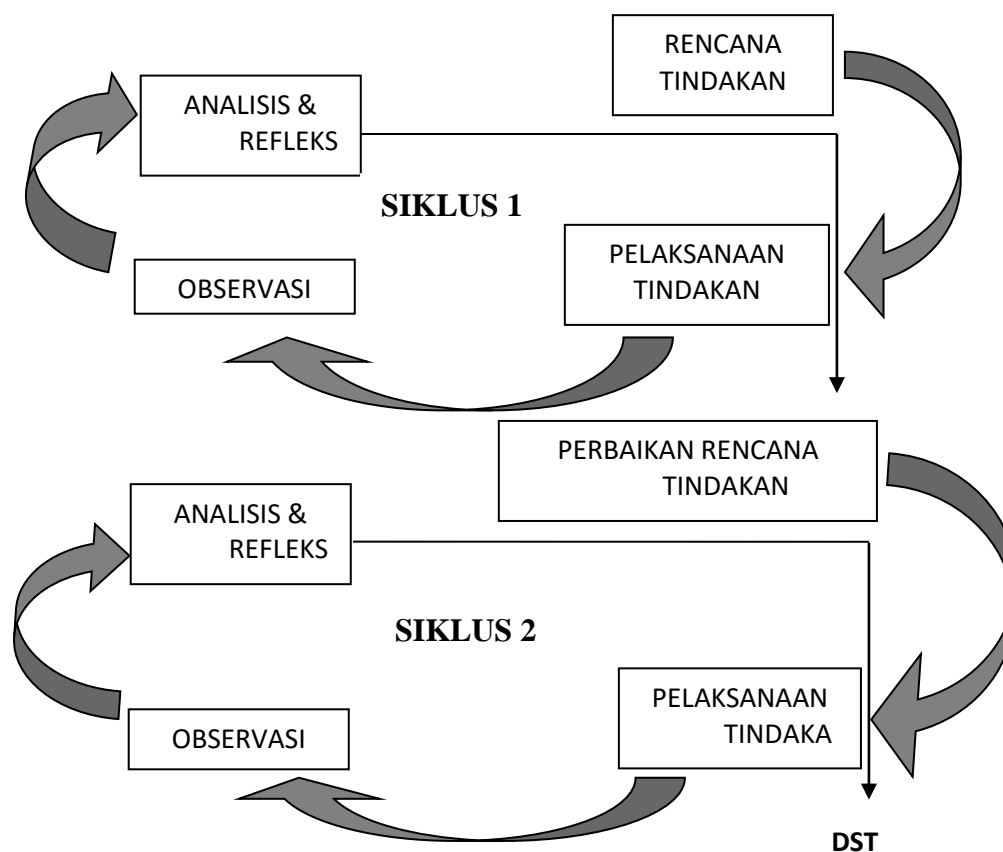 RENCANA
TINDAKAN
ANALISIS &
REFLEKS
SIKLUS 1
PELAKSANAAN
TINDAKAN
OBSERVASI
PERBAIKAN RENCANA
TINDAKAN
ANALISIS &
REFLEKS
SIKLUS 2
PELAKSANAAN
TINDAKA
OBSERVASI
DST